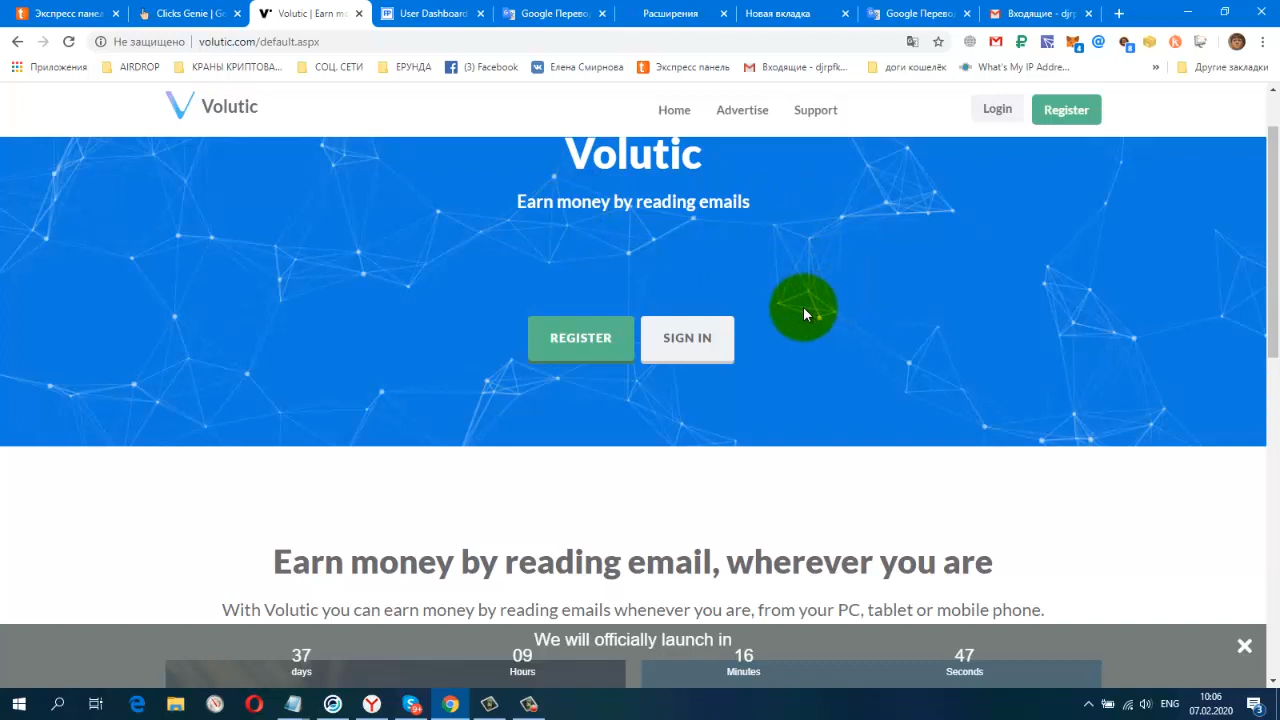 Экспресс панел
Clicks Genie | Ge
Volutic | Earn mo
User Dashboard
Google Перево
Расширения
Новая вкладка
Google Перевод
Входящие - djrp
Не защищено
volutic.com/default.aspx
Приложения
AIRDROP
КРАНЫ КРИПТОВА...
СОЦ. СЕТИ
ЕРУНДА
(3) Facebook
Елена Смирнова
Экспресс панель
Входящие - djrpfk...
доги кошелёк
What's My IP Addre...
»
Другие закладки
Volutic
Home
Advertise
Support
Login
Register
Volutic
Earn money by reading emails
REGISTER
SIGN IN
Earn money by reading email, wherever you are
With Volutic you can earn money by reading emails whenever you are, from your PC, tablet or mobile phone.
We will officially launch in
37
09
16
47
days
Hours
Minutes
Seconds
ENG
10:06
07.02.2020